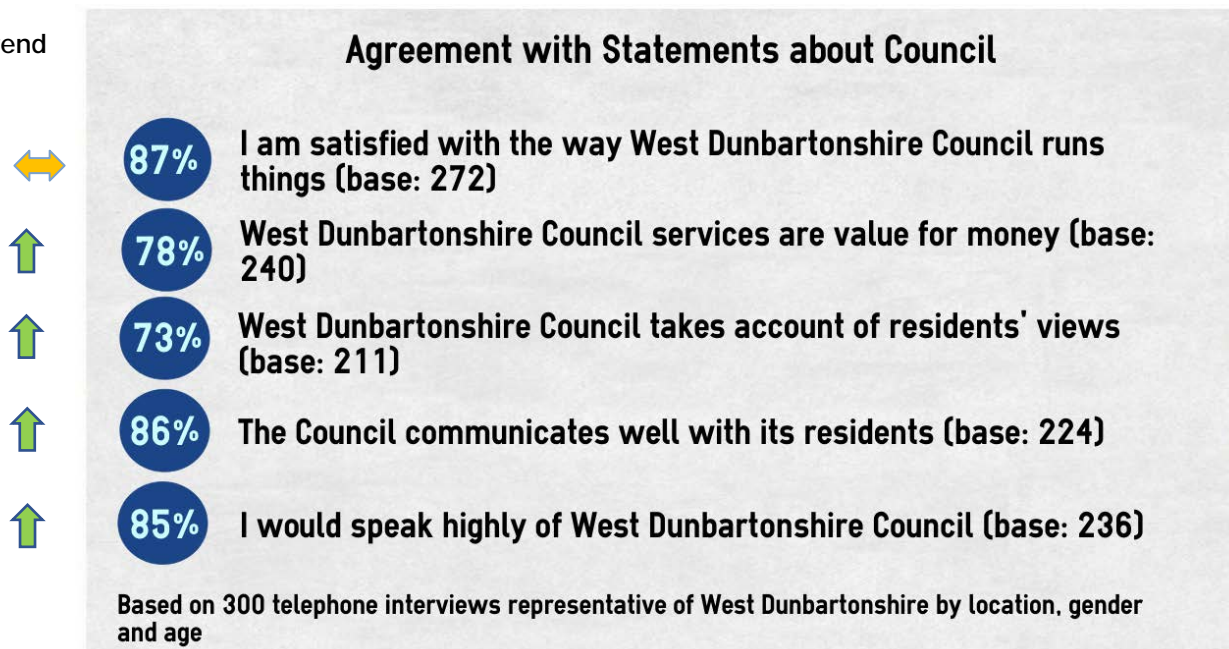 end
Agreement with Statements about Council
87%
I am satisfied with the way West Dunbartonshire Council runs
things (base: 272)
78%
West Dunbartonshire Council services are value for money (base:
240)
73%
West Dunbartonshire Council takes account of residents' views
(base: 211)
86%
The Council communicates well with its residents (base: 224)
85%
I would speak highly of West Dunbartonshire Council (base: 236)
Based on 300 telephone interviews representative of West Dunbartonshire by location, gender
and age